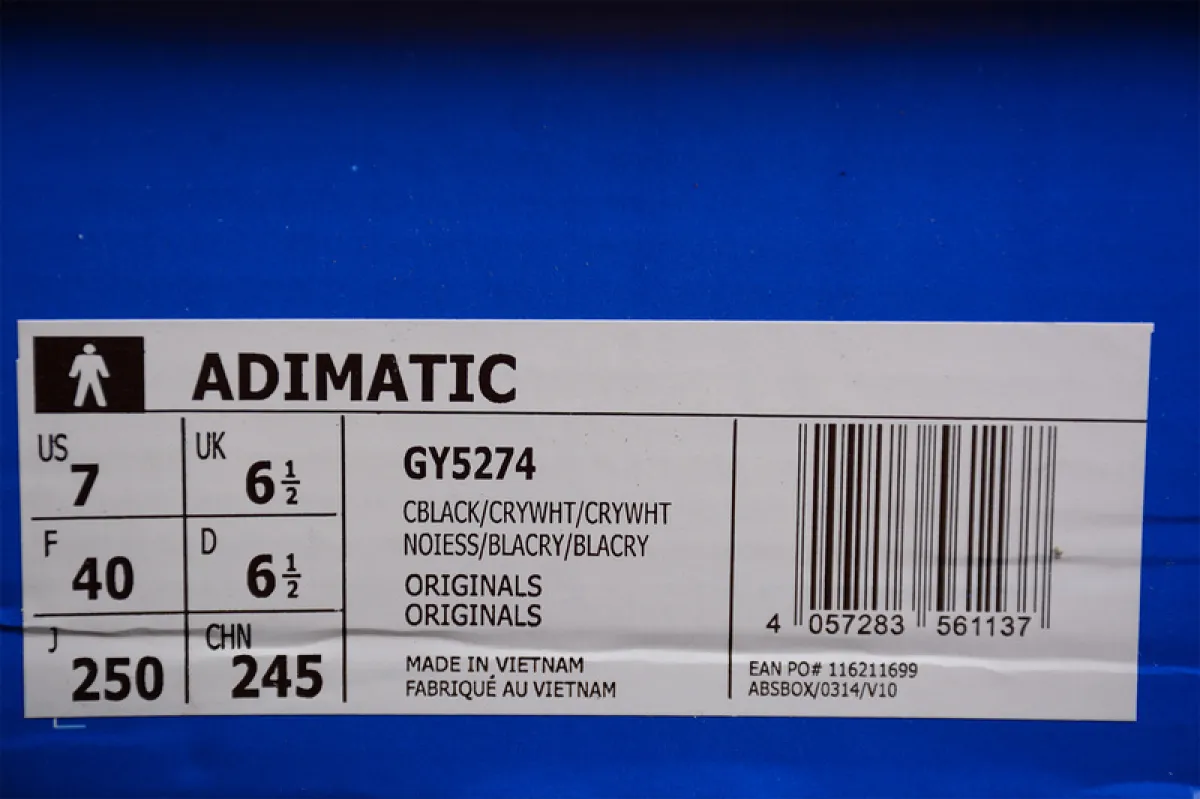 ADIMATIC
US 7
UK 6 1/2
F 40
D 6 1/2
J 250
CHN 245
GY5274
CBLACK/CRYWHT/CRYWHT
NOIESS/BLACRY/BLACRY
ORIGINALS
ORIGINALS
MADE IN VIETNAM
FABRIQUÉ AU VIETNAM
4 057283 561137
EAN PO# 116211699
ABSBOX/0314/V10